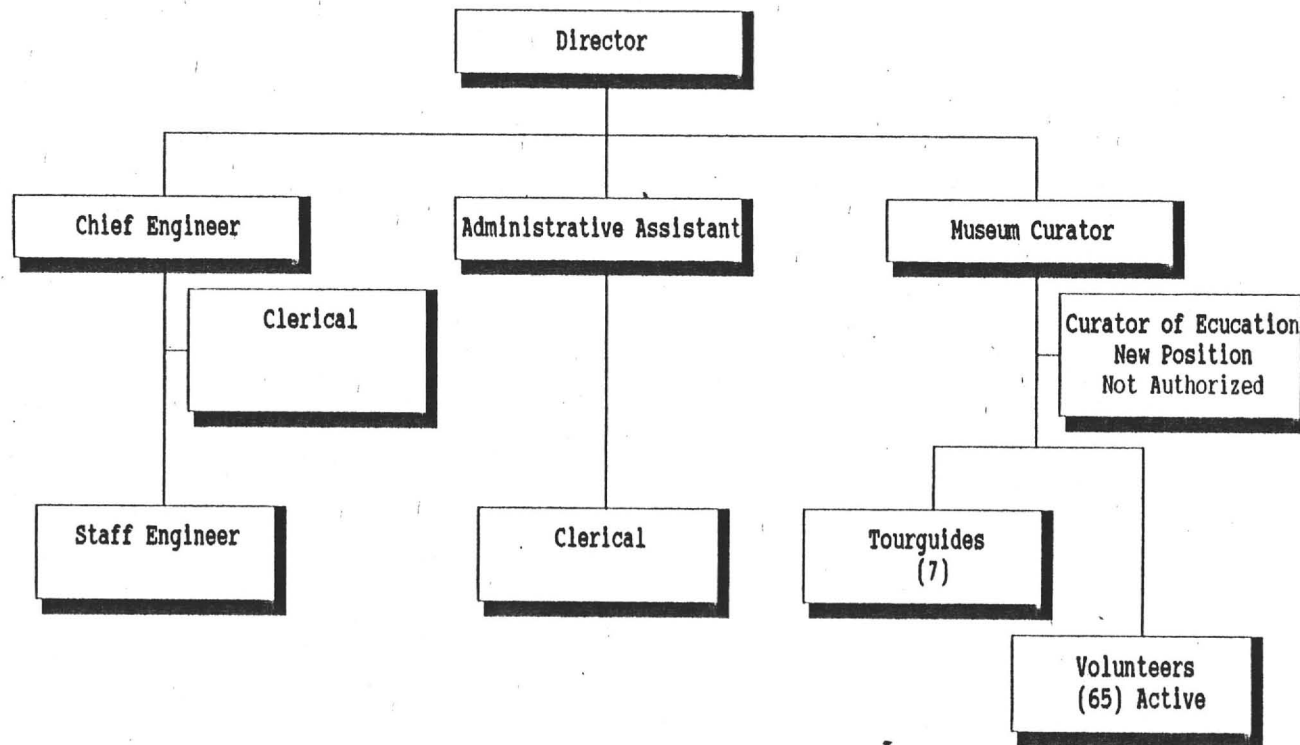 Director
Chief Engineer
Administrative Assistant
Museum Curator
Clerical
Curator of Ecucation
New Position
Not Authorized
Staff Engineer
Clerical
Tourguides
(7)
Volunteers
(65) Active